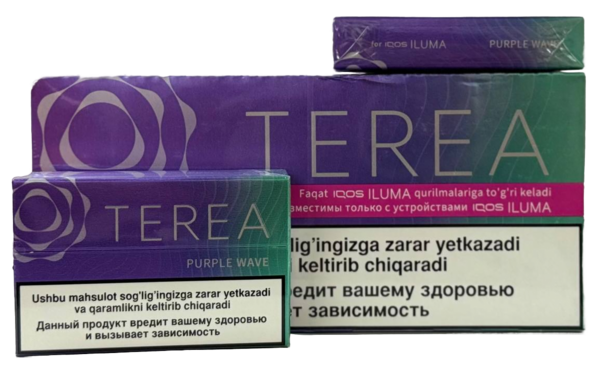 for IQOS ILUMA PURPLE WAVE
TEREA
Faqat IQOS ILUMA qurilmalariga to'g'ri keladi
вместимы только с устройствами IQOS ILUMA
lig'ingizga zarar yetkazadi
keltirib chiqaradi
редит вашему здоровью
т зависимость
TEREA
PURPLE WAVE
Ushbu mahsulot sog'lig'ingizga zarar yetkazadi
va qaramlikni keltirib chiqaradi
Данный продукт вредит вашему здоровью
и вызывает зависимость